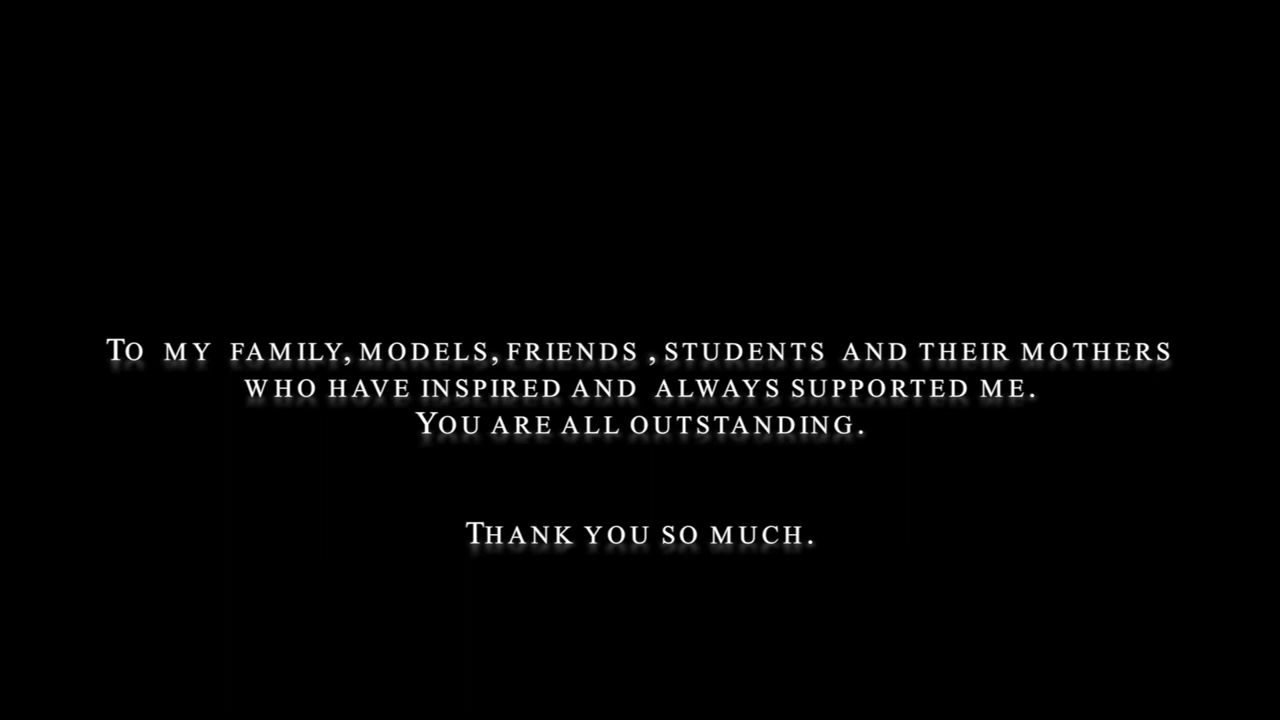 To my family, models, friends , students and their mothers
who have inspired and always supported me.
You are all outstanding.
Thank you so much.